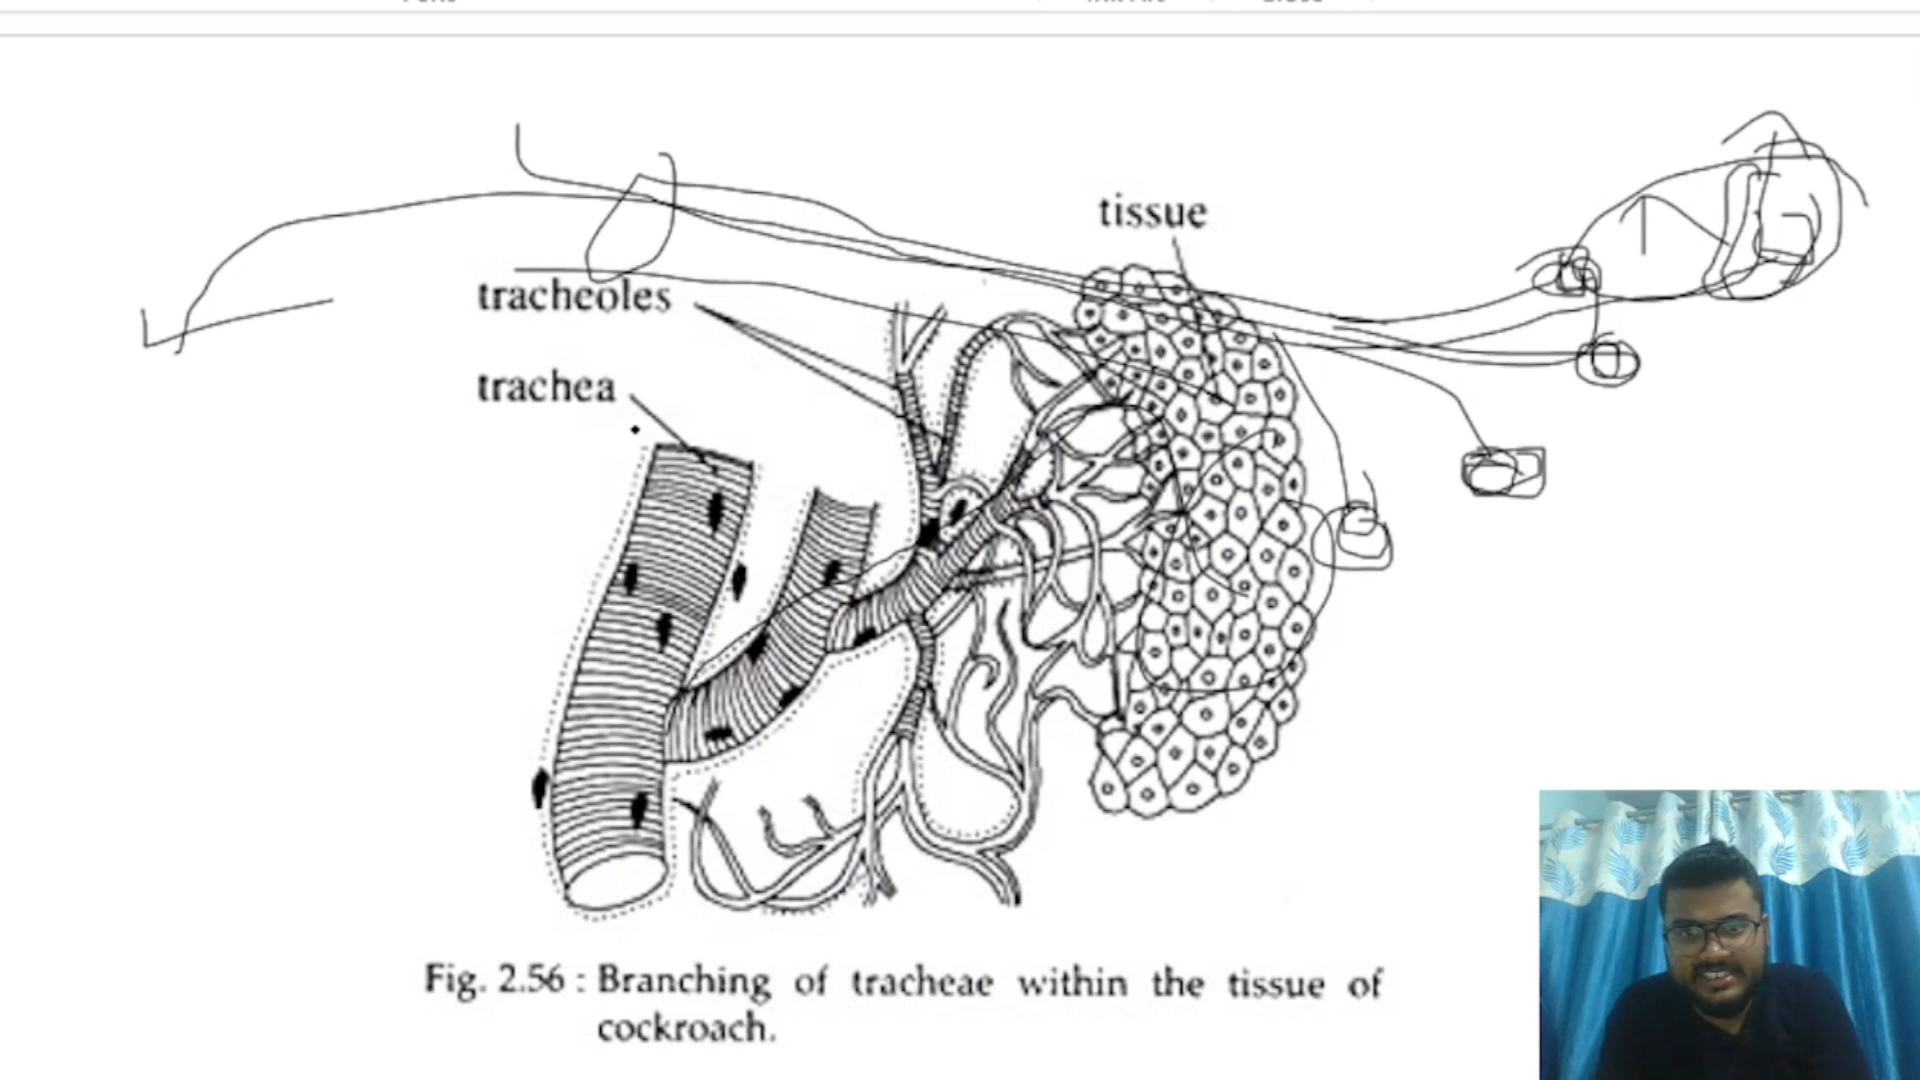 tissue
tracheoles
trachea
Fig. 2.56 : Branching of tracheae within the tissue of
cockroach.